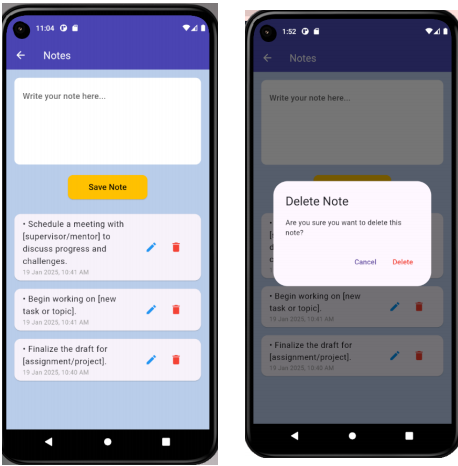 11:04
Notes
Write your note here...
Save Note
• Schedule a meeting with
[supervisor/mentor] to
discuss progress and
challenges.
19 Jan 2025, 10:41 AM
• Begin working on [new
task or topic].
19 Jan 2025, 10:41 AM
• Finalize the draft for
[assignment/project].
19 Jan 2025, 10:40 AM
1:52
Notes
Write your note here...
Delete Note
Are you sure you want to delete this
note?
Cancel Delete
• Begin working on [new
task or topic].
19 Jan 2025, 10:41 AM
• Finalize the draft for
[assignment/project].
19 Jan 2025, 10:40 AM